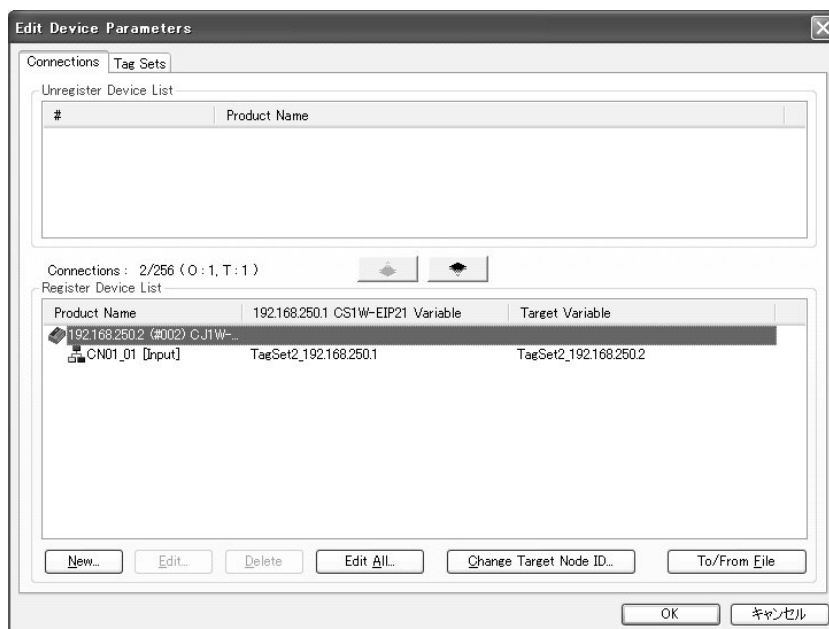 Edit Device Parameters
Connections Tag Sets
Unregister Device List
# Product Name
Connections : 2/256 ( O : 1, T : 1 )
Register Device List
Product Name 192.168.250.1 CS1W-EIP21 Variable Target Variable
192.168.250.2 (#002) CJ1W-...
CN01_01 [Input] TagSet2_192.168.250.1 TagSet2_192.168.250.2
New... Edit... Delete Edit All... Change Target Node ID... To/From File
OK キャンセル